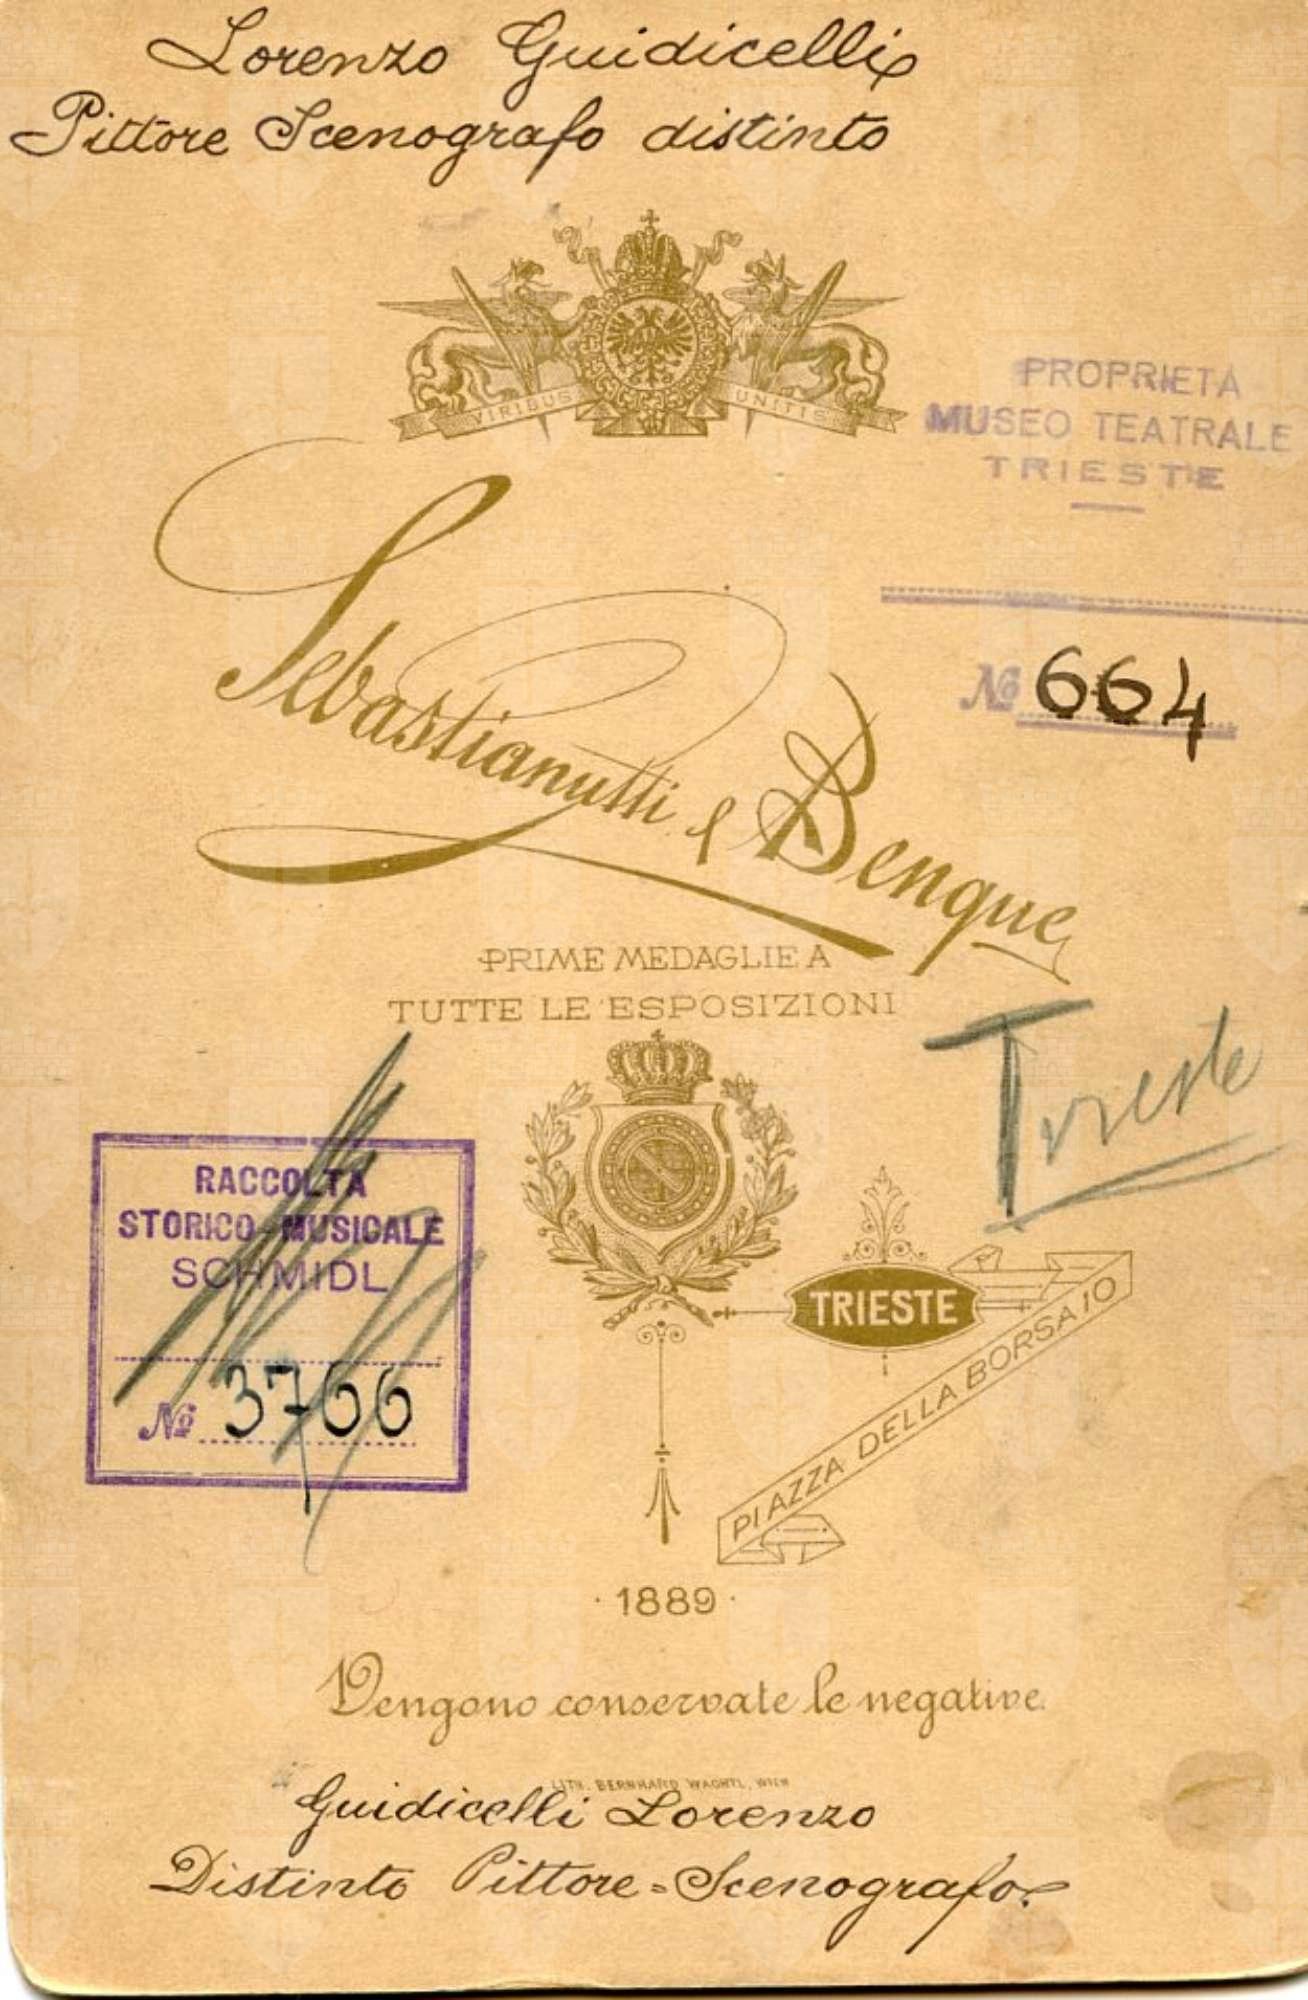 Lorenzo Guidicelli
Pittore Scenografo distinto
VIRIBUS UNITIS
PROPRIETA
MUSEO TEATRALE
TRIESTE
Sebastianutti e Benque
№ 664
PRIME MEDAGLIE A
TUTTE LE ESPOSIZIONI
Trieste
RACCOLTA
STORICO-MUSICALE
SCHMIDL
№ 3766
TRIESTE
PIAZZA DELLA BORSA 10
· 1889 ·
Vengono conservate le negative.
LITH. BERNHARD WACHTL, WIEN
Guidicelli Lorenzo
Distinto Pittore=Scenografo.